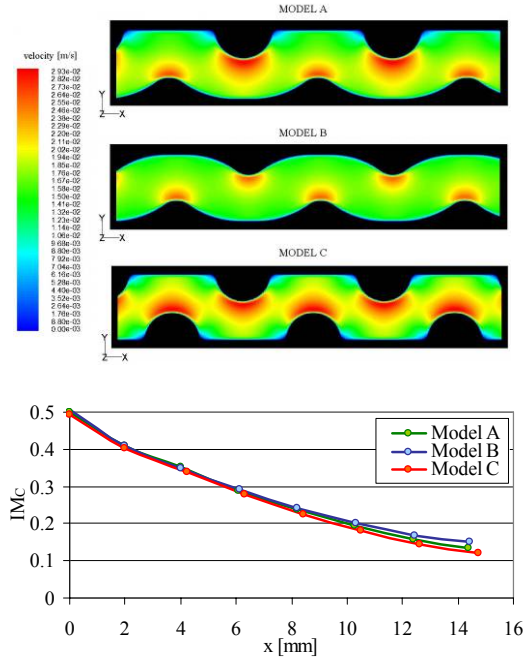 MODEL A
velocity [m/s]
2.93e-02
2.82e-02
2.73e-02
2.64e-02
2.55e-02
2.46e-02
2.38e-02
2.29e-02
2.20e-02
2.11e-02
2.02e-02
1.94e-02
1.85e-02
1.76e-02
1.67e-02
1.58e-02
1.50e-02
1.41e-02
1.32e-02
1.23e-02
1.14e-02
1.06e-02
9.68e-03
8.80e-03
7.92e-03
7.04e-03
6.16e-03
5.28e-03
4.40e-03
3.52e-03
2.64e-03
1.76e-03
Y
Z X
MODEL B
Y
Z X
MODEL C
Y
Z X
0.5
0.4
0.3
0.2
0.1
0
IMC
Model A
Model B
Model C
0 2 4 6 8 10 12 14 16
x [mm]